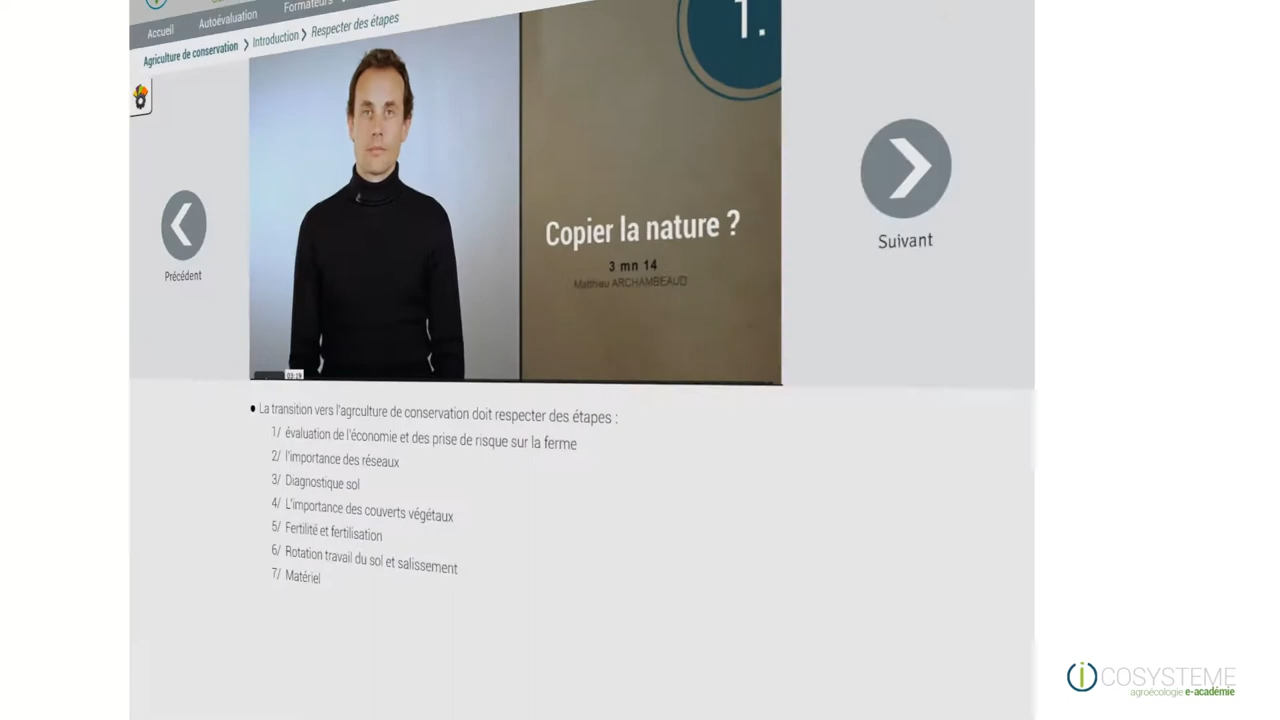 Accueil
Autoévaluation
Formateurs
Agriculture de conservation
Introduction
Respecter des étapes
1.
Copier la nature ?
3 mn 14
Matthieu ARCHAMBEAUD
Précédent
Suivant
03:19
La transition vers l'agrculture de conservation doit respecter des étapes :
1/ évaluation de l'économie et des prise de risque sur la ferme
2/ l'importance des réseaux
3/ Diagnostique sol
4/ L'importance des couverts végétaux
5/ Fertilité et fertilisation
6/ Rotation travail du sol et salissement
7/ Matériel
iCOSYSTEME
agroécologie e-académie